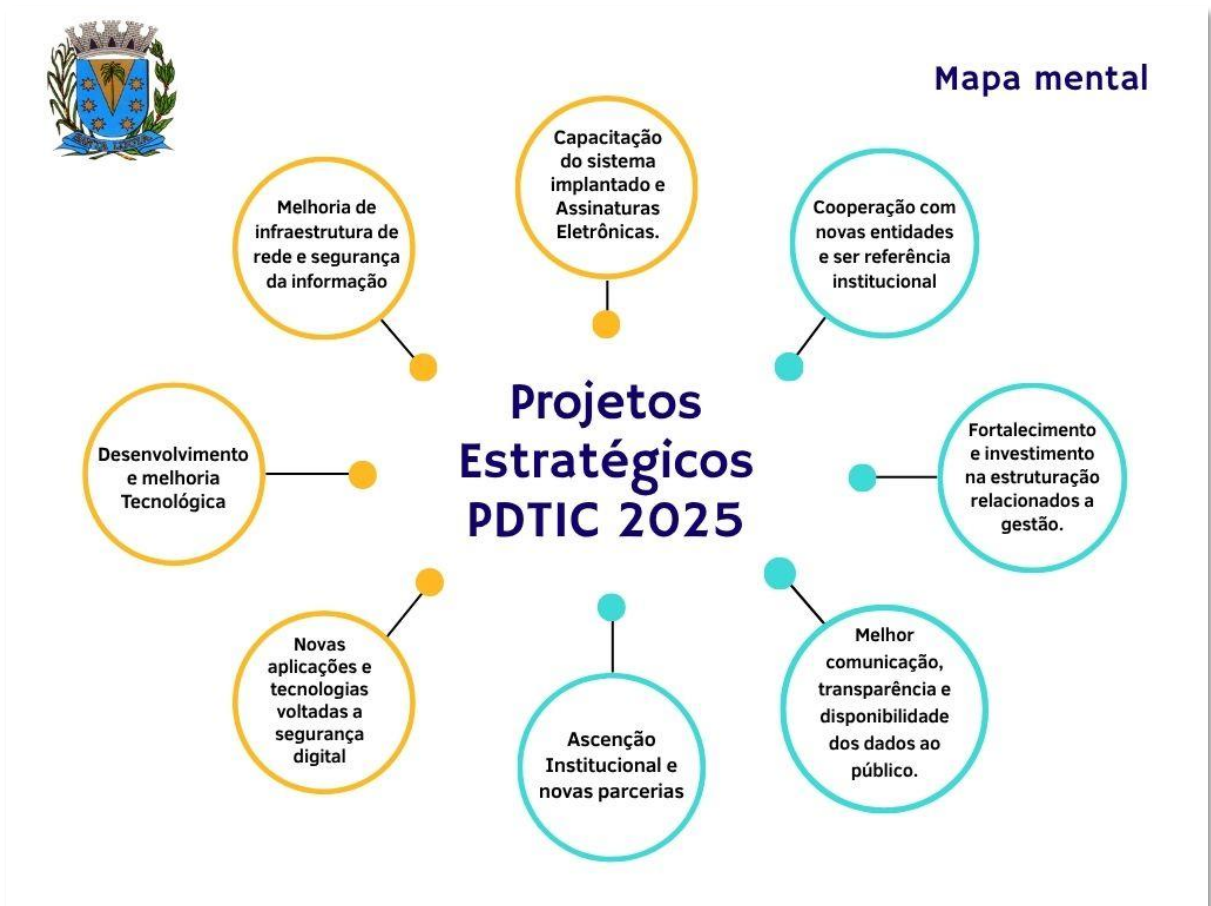 Mapa mental
Capacitação
do sistema
implantado e
Assinaturas
Eletrônicas.
Melhoria de
infraestrutura de
rede e segurança
da informação
Cooperação com
novas entidades
e ser referência
institucional
Projetos
Estratégicos
PDTIC 2025
Desenvolvimento
e melhoria
Tecnológica
Fortalecimento
e investimento
na estruturação
relacionados a
gestão.
Novas
aplicações e
tecnologias
voltadas a
segurança
digital
Ascenção
Institucional e
novas parcerias
Melhor
comunicação,
transparência e
disponibilidade
dos dados ao
público.